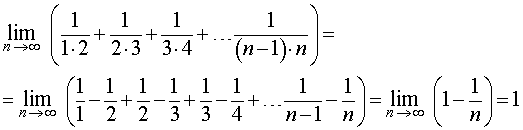 lim n→∞ (1/(1·2) + 1/(2·3) + 1/(3·4) + ...1/((n−1)·n)) =
= lim n→∞ (1/1 − 1/2 + 1/2 − 1/3 + 1/3 − 1/4 + ...1/(n−1) − 1/n) = lim n→∞ (1 − 1/n) = 1